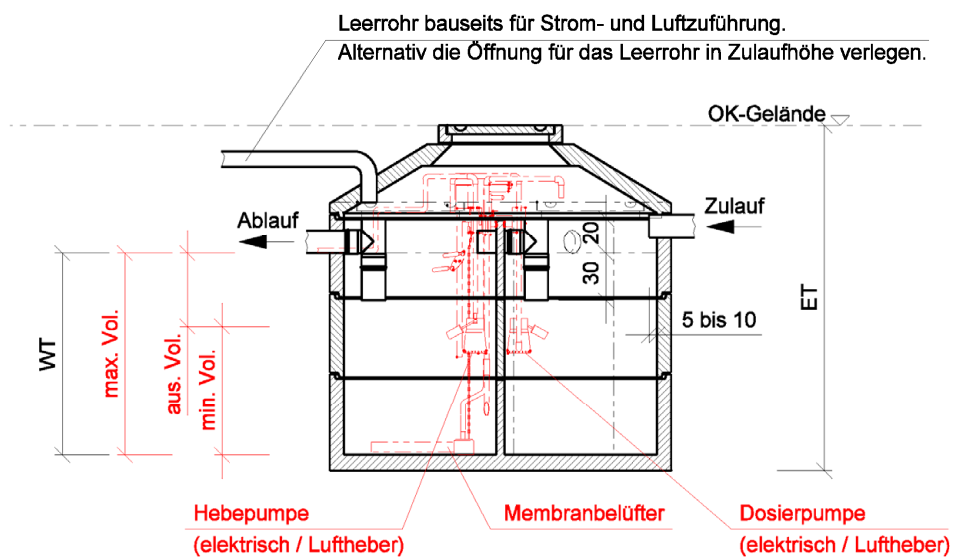 Leerrohr bauseits für Strom- und Luftzuführung.
Alternativ die Öffnung für das Leerrohr in Zulaufhöhe verlegen.
OK-Gelände
Ablauf
Zulauf
20
30
5 bis 10
ET
WT
max. Vol.
aus. Vol.
min. Vol.
Hebepumpe
(elektrisch / Luftheber)
Membranbelüfter
Dosierpumpe
(elektrisch / Luftheber)